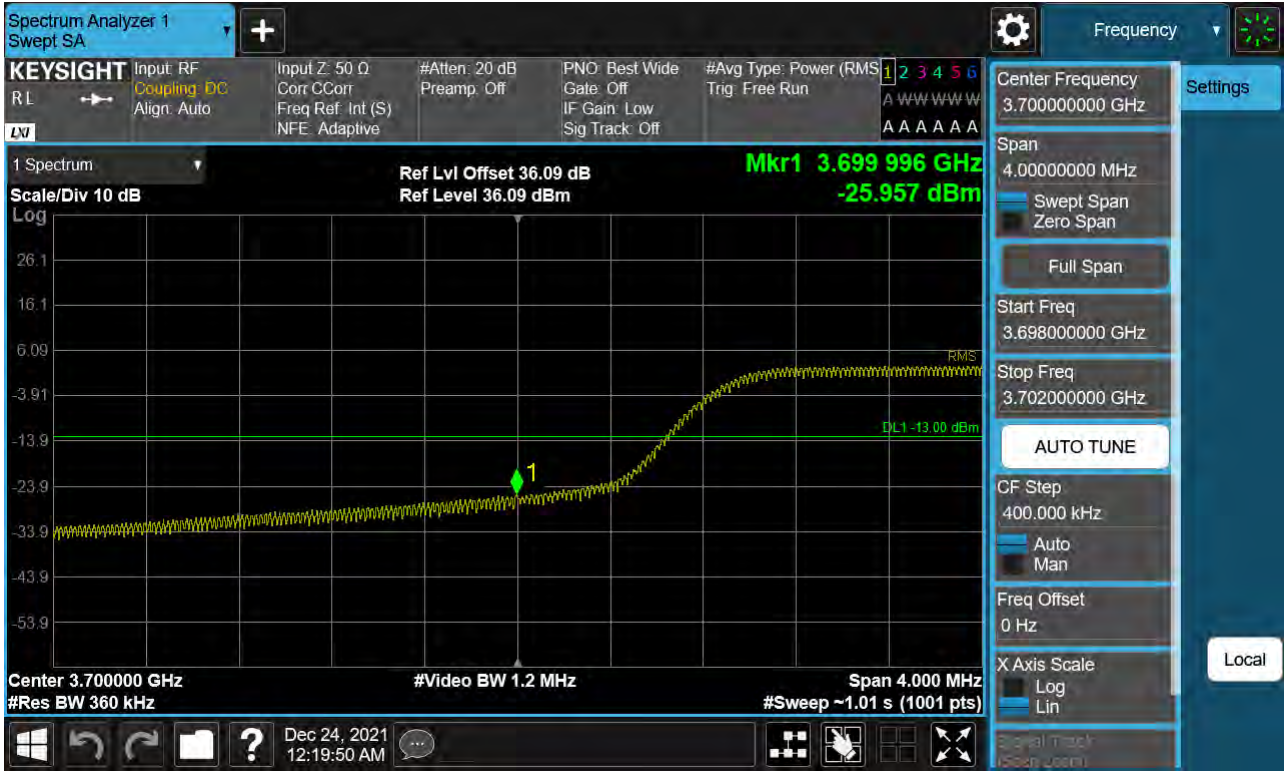 Spectrum Analyzer 1
Swept SA
Frequency
KEYSIGHT
R L
LXI
Input: RF
Coupling: DC
Align: Auto
Input Z: 50 Ω
Corr CCorr
Freq Ref: Int (S)
NFE: Adaptive
#Atten: 20 dB
Preamp: Off
PNO: Best Wide
Gate: Off
IF Gain: Low
Sig Track: Off
#Avg Type: Power (RMS
Trig: Free Run
1 2 3 4 5 6
A W W W W W
A A A A A A
1 Spectrum
Scale/Div 10 dB
Log
Ref Lvl Offset 36.09 dB
Ref Level 36.09 dBm
Mkr1 3.699 996 GHz
-25.957 dBm
26.1
16.1
6.09
-3.91
-13.9
-23.9
-33.9
-43.9
-53.9
RMS
DL1 -13.00 dBm
1
Center 3.700000 GHz
#Res BW 360 kHz
#Video BW 1.2 MHz
Span 4.000 MHz
#Sweep ~1.01 s (1001 pts)
Center Frequency
3.700000000 GHz
Settings
Span
4.00000000 MHz
Swept Span
Zero Span
Full Span
Start Freq
3.698000000 GHz
Stop Freq
3.702000000 GHz
AUTO TUNE
CF Step
400.000 kHz
Auto
Man
Freq Offset
0 Hz
X Axis Scale
Log
Lin
Local
Signal Track
(Span Zoom)
?
Dec 24, 2021
12:19:50 AM